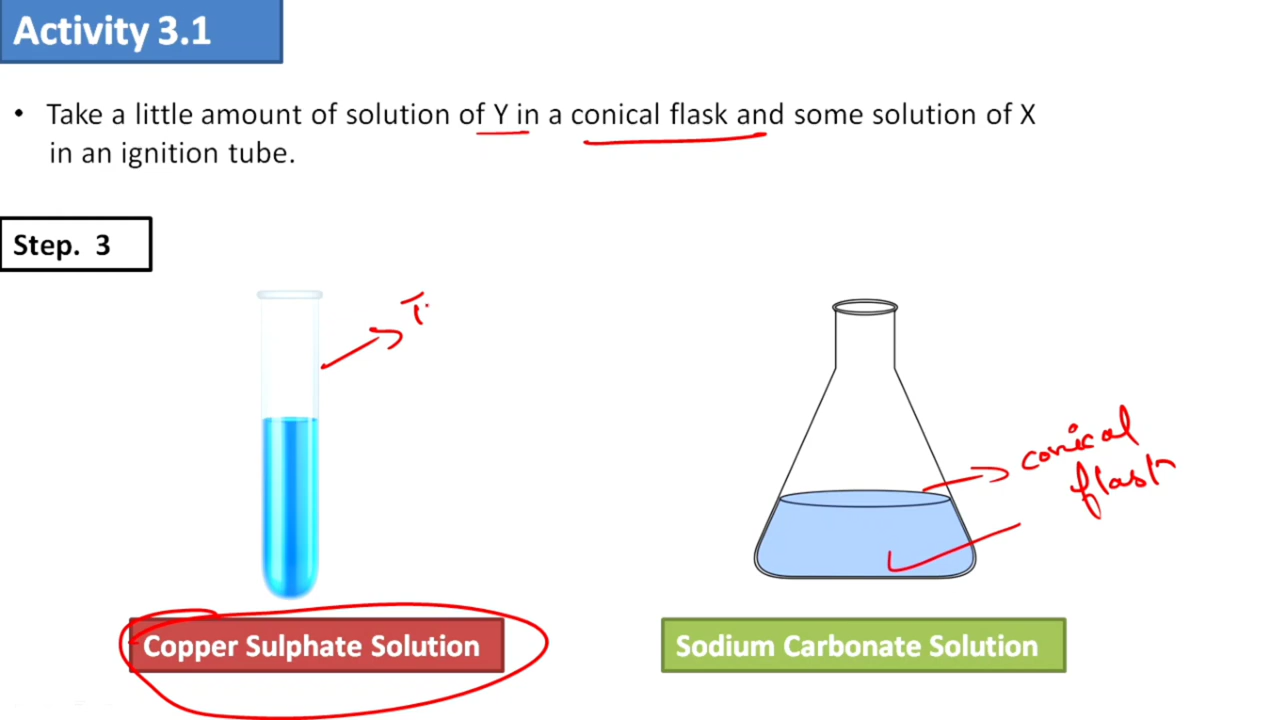 Activity 3.1
• Take a little amount of solution of Y in a conical flask and some solution of X
in an ignition tube.
Step. 3
T.
conical
flask
Copper Sulphate Solution
Sodium Carbonate Solution